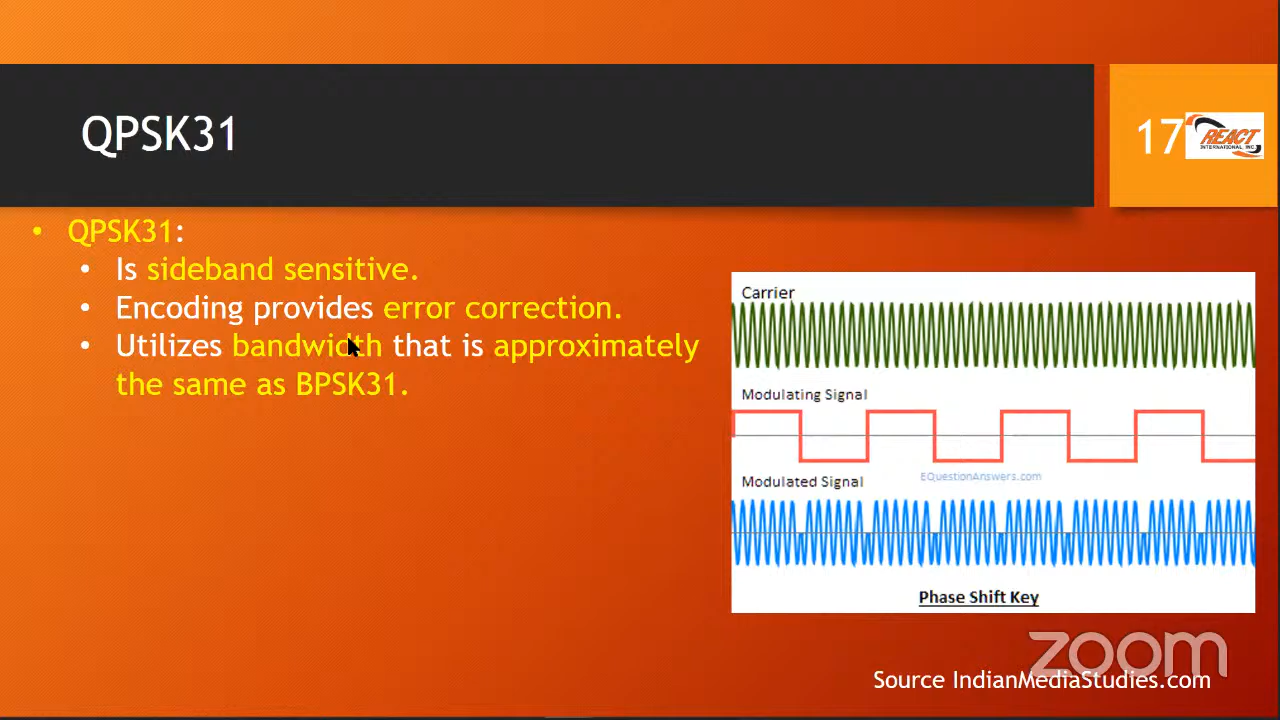 QPSK31
17
REACT
INTERNATIONAL, INC.
• QPSK31:
• Is sideband sensitive.
• Encoding provides error correction.
• Utilizes bandwidth that is approximately
the same as BPSK31.
Carrier
Modulating Signal
EQuestionAnswers.com
Modulated Signal
Phase Shift Key
zoom
Source IndianMediaStudies.com